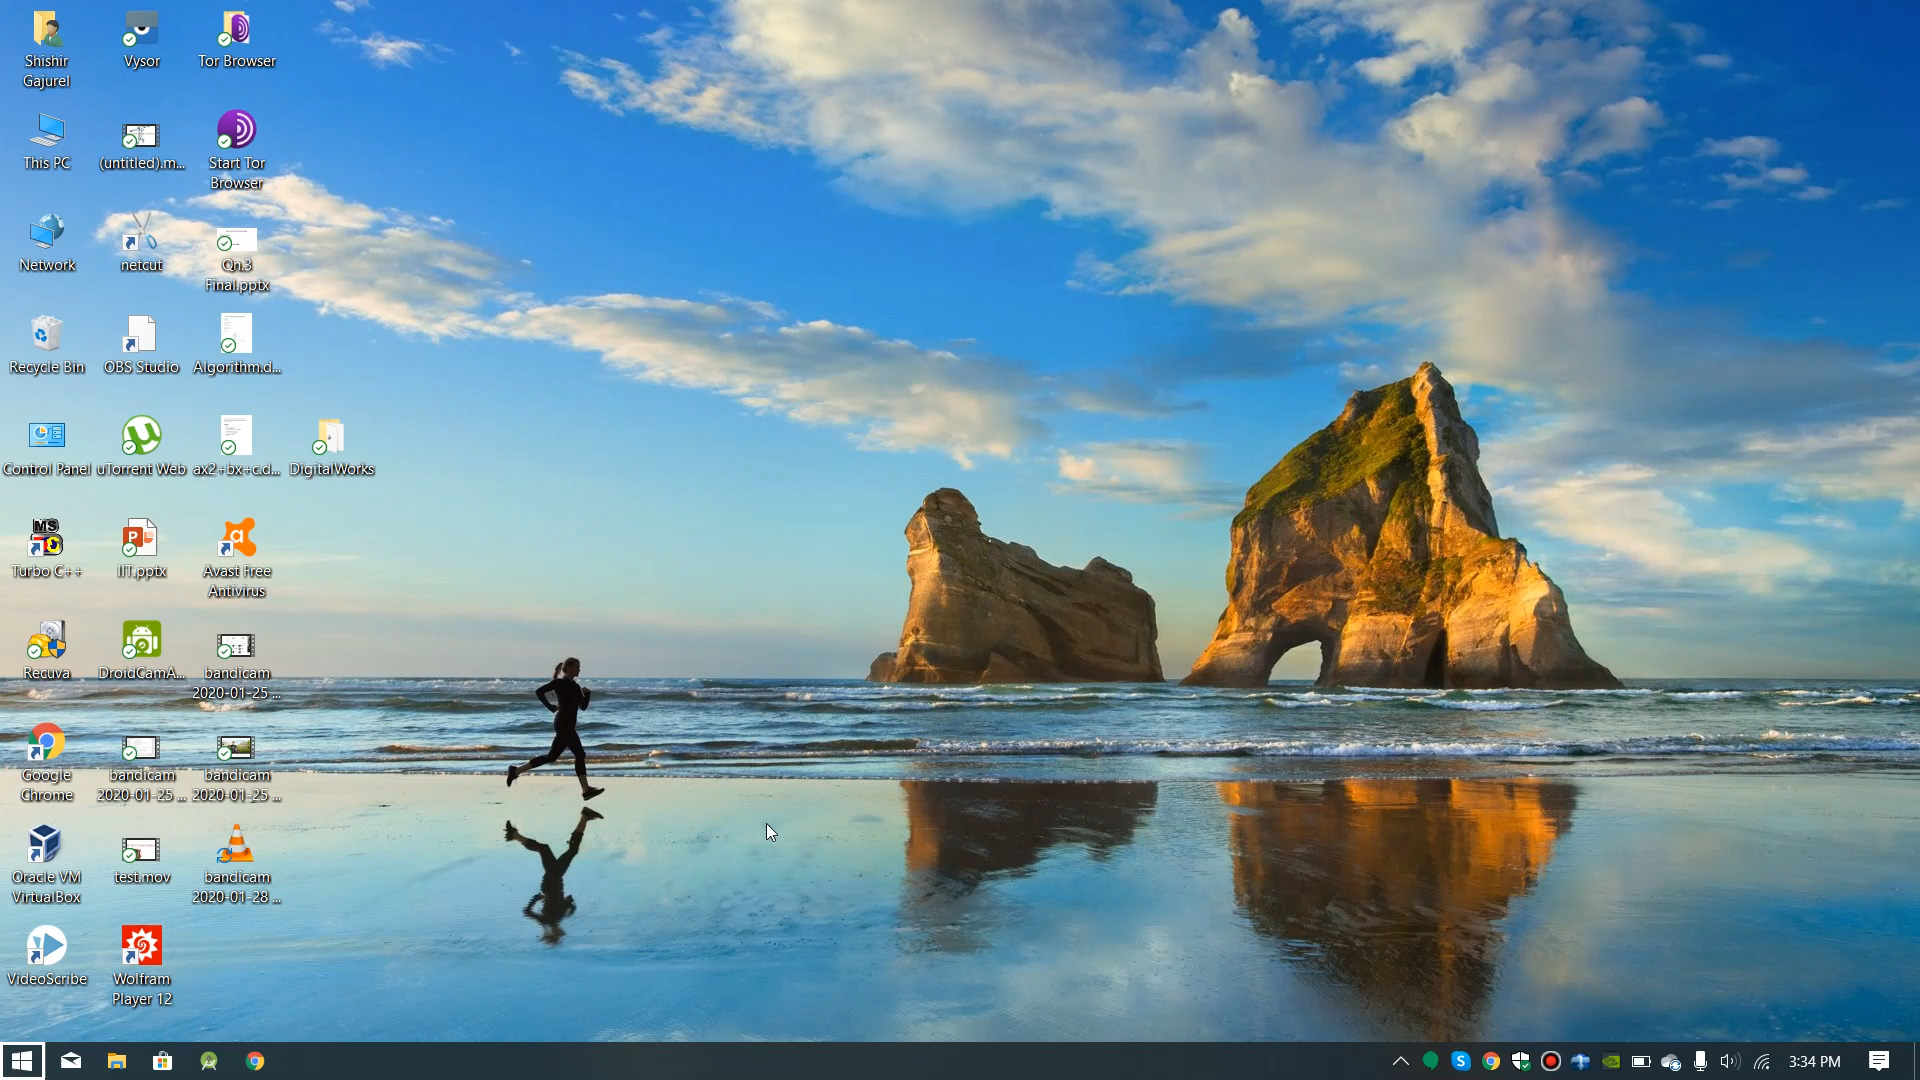 Shishir
Gajurel
Vysor
Tor Browser
This PC
(untitled).m...
Start Tor
Browser
Network
netcut
Qn.3
Final.pptx
Recycle Bin
OBS Studio
Algorithm.d...
Control Panel
uTorrent Web
ax2+bx+c.d...
DigitalWorks
MS
Turbo C++
IIT.pptx
Avast Free
Antivirus
Recuva
DroidCamA...
bandicam
2020-01-25 ...
Google
Chrome
bandicam
2020-01-25 ...
bandicam
2020-01-25 ...
Oracle VM
VirtualBox
test.mov
bandicam
2020-01-28 ...
VideoScribe
Wolfram
Player 12
3:34 PM